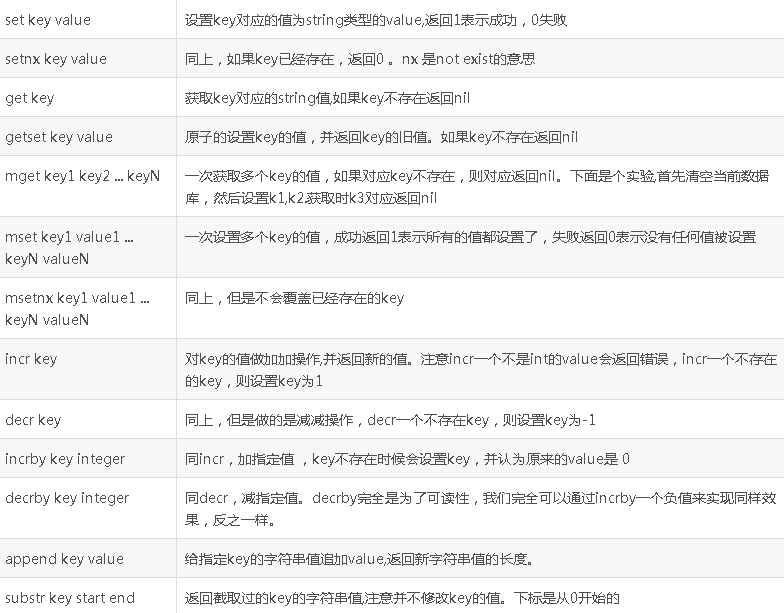 set key value
设置key对应的值为string类型的value,返回1表示成功，0失败
setnx key value
同上，如果key已经存在，返回0 。nx 是not exist的意思
get key
获取key对应的string值,如果key不存在返回nil
getset key value
原子的设置key的值，并返回key的旧值。如果key不存在返回nil
mget key1 key2 … keyN
一次获取多个key的值，如果对应key不存在，则对应返回nil。下面是个实验,首先清空当前数据
库，然后设置k1,k2.获取时k3对应返回nil
mset key1 value1 …
keyN valueN
一次设置多个key的值，成功返回1表示所有的值都设置了，失败返回0表示没有任何值被设置
msetnx key1 value1 …
keyN valueN
同上，但是不会覆盖已经存在的key
incr key
对key的值做加加操作,并返回新的值。注意incr一个不是int的value会返回错误，incr一个不存在
的key，则设置key为1
decr key
同上，但是做的是减减操作，decr一个不存在key，则设置key为-1
incrby key integer
同incr，加指定值 ，key不存在时候会设置key，并认为原来的value是 0
decrby key integer
同decr，减指定值。decrby完全是为了可读性，我们完全可以通过incrby一个负值来实现同样效
果，反之一样。
append key value
给指定key的字符串值追加value,返回新字符串值的长度。
substr key start end
返回截取过的key的字符串值,注意并不修改key的值。下标是从0开始的